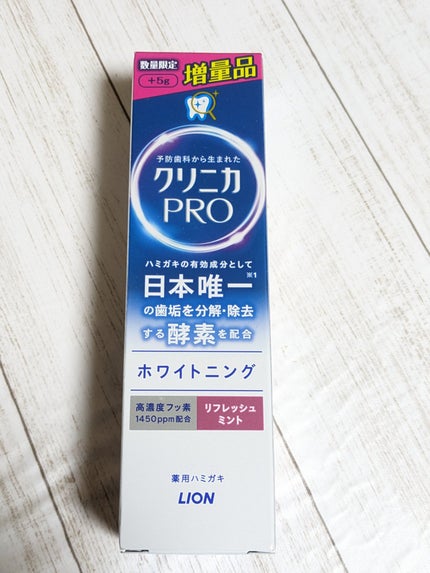 数量限定
+5g
増量品
予防歯科から生まれた
クリニカ
PRO
ハミガキの有効成分として
日本唯一※1
の歯垢を分解・除去
する酵素を配合
ホワイトニング
高濃度フッ素
1450ppm配合
リフレッシュ
ミント
薬用ハミガキ
LION